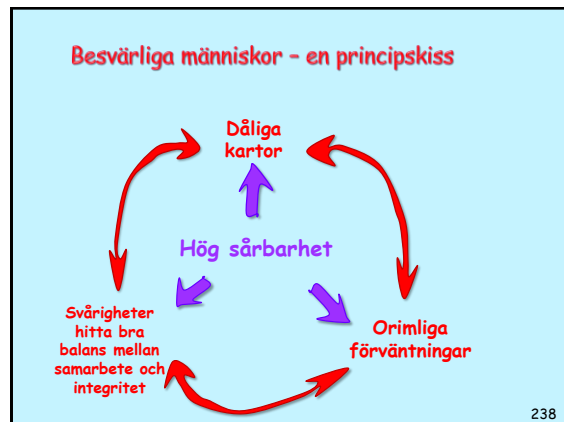 Besvärliga människor – en principskiss
Dåliga
kartor
Hög sårbarhet
Svårigheter
hitta bra
balans mellan
samarbete och
integritet
Orimliga
förväntningar
238